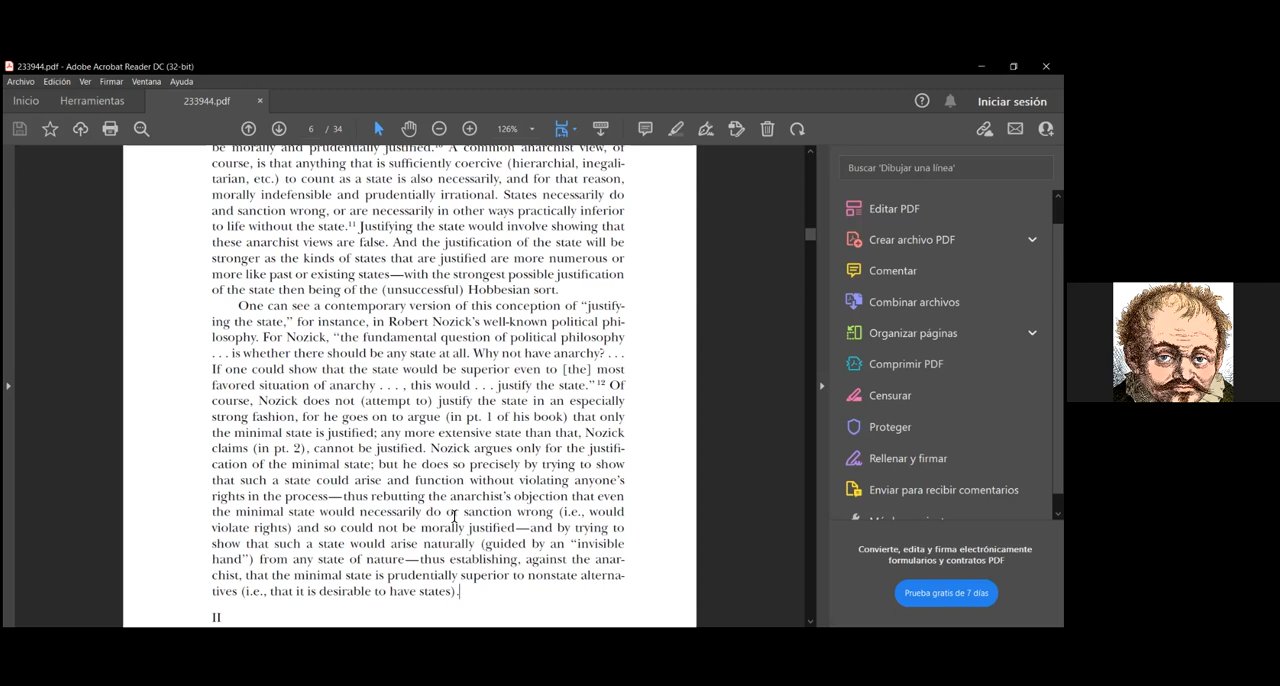 233944.pdf - Adobe Acrobat Reader DC (32-bit)
Archivo Edición Ver Firmar Ventana Ayuda
Inicio Herramientas 233944.pdf × Iniciar sesión
6 / 34 126%
be morally and prudentially justified.10 A common anarchist view, of
course, is that anything that is sufficiently coercive (hierarchial, inegali-
tarian, etc.) to count as a state is also necessarily, and for that reason,
morally indefensible and prudentially irrational. States necessarily do
and sanction wrong, or are necessarily in other ways practically inferior
to life without the state.11 Justifying the state would involve showing that
these anarchist views are false. And the justification of the state will be
stronger as the kinds of states that are justified are more numerous or
more like past or existing states—with the strongest possible justification
of the state then being of the (unsuccessful) Hobbesian sort.
One can see a contemporary version of this conception of “justify-
ing the state,” for instance, in Robert Nozick’s well-known political phi-
losophy. For Nozick, “the fundamental question of political philosophy
. . . is whether there should be any state at all. Why not have anarchy? . . .
If one could show that the state would be superior even to [the] most
favored situation of anarchy . . . , this would . . . justify the state.” 12 Of
course, Nozick does not (attempt to) justify the state in an especially
strong fashion, for he goes on to argue (in pt. 1 of his book) that only
the minimal state is justified; any more extensive state than that, Nozick
claims (in pt. 2), cannot be justified. Nozick argues only for the justifi-
cation of the minimal state; but he does so precisely by trying to show
that such a state could arise and function without violating anyone’s
rights in the process—thus rebutting the anarchist’s objection that even
the minimal state would necessarily do or sanction wrong (i.e., would
violate rights) and so could not be morally justified—and by trying to
show that such a state would arise naturally (guided by an “invisible
hand”) from any state of nature—thus establishing, against the anar-
chist, that the minimal state is prudentially superior to nonstate alterna-
tives (i.e., that it is desirable to have states).
II
Buscar 'Dibujar una línea'
Editar PDF
Crear archivo PDF
Comentar
Combinar archivos
Organizar páginas
Comprimir PDF
Censurar
Proteger
Rellenar y firmar
Enviar para recibir comentarios
Convierte, edita y firma electrónicamente
formularios y contratos PDF
Prueba gratis de 7 días